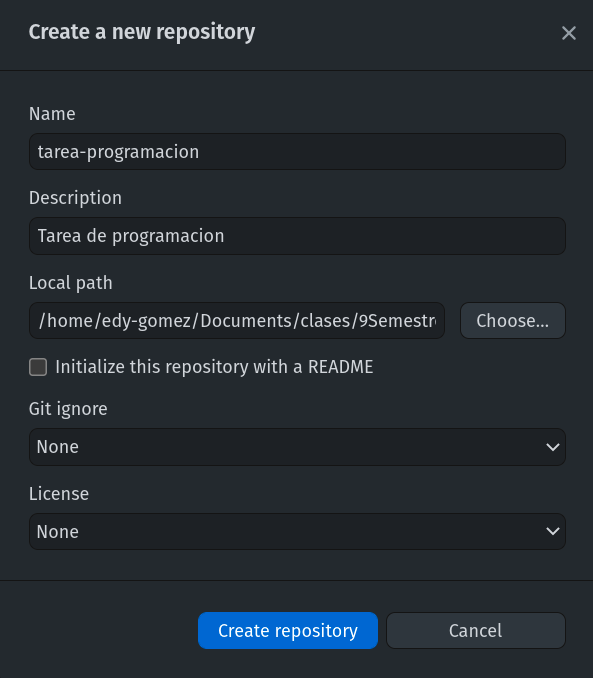 Create a new repository
Name
tarea-programacion
Description
Tarea de programacion
Local path
/home/edy-gomez/Documents/clases/9Semestr
Choose...
Initialize this repository with a README
Git ignore
None
License
None
Create repository
Cancel